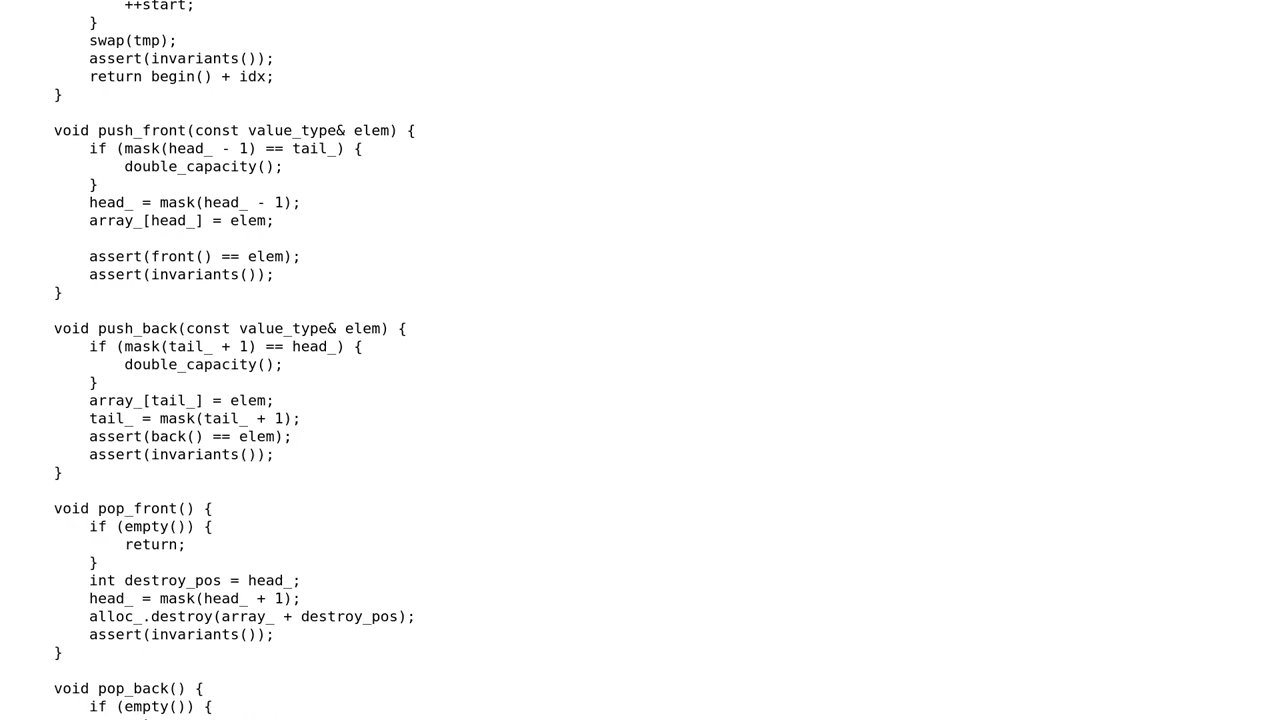 ++start;
        }
        swap(tmp);
        assert(invariants());
        return begin() + idx;
    }

    void push_front(const value_type& elem) {
        if (mask(head_ - 1) == tail_) {
            double_capacity();
        }
        head_ = mask(head_ - 1);
        array_[head_] = elem;

        assert(front() == elem);
        assert(invariants());
    }

    void push_back(const value_type& elem) {
        if (mask(tail_ + 1) == head_) {
            double_capacity();
        }
        array_[tail_] = elem;
        tail_ = mask(tail_ + 1);
        assert(back() == elem);
        assert(invariants());
    }

    void pop_front() {
        if (empty()) {
            return;
        }
        int destroy_pos = head_;
        head_ = mask(head_ + 1);
        alloc_.destroy(array_ + destroy_pos);
        assert(invariants());
    }

    void pop_back() {
        if (empty()) {